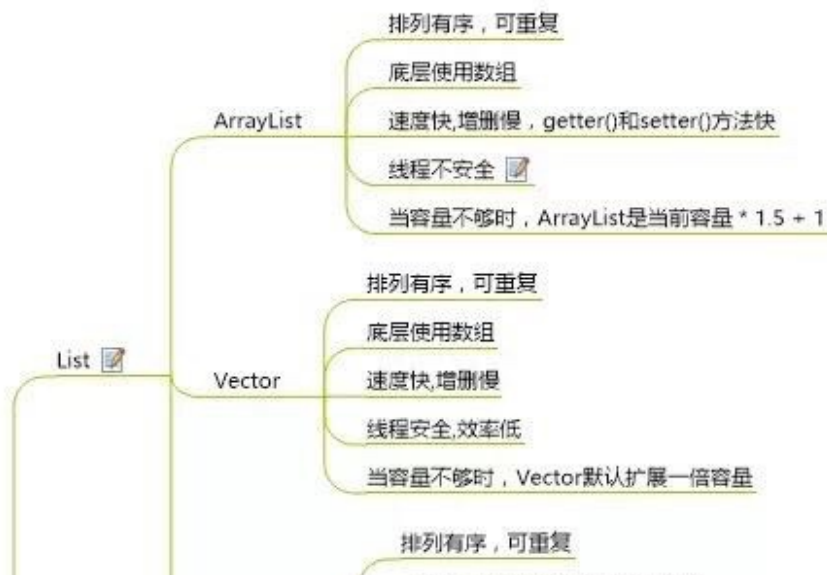 List
ArrayList
排列有序，可重复
底层使用数组
速度快,增删慢，getter()和setter()方法快
线程不安全
当容量不够时，ArrayList是当前容量 * 1.5 + 1
Vector
排列有序，可重复
底层使用数组
速度快,增删慢
线程安全,效率低
当容量不够时，Vector默认扩展一倍容量
排列有序，可重复